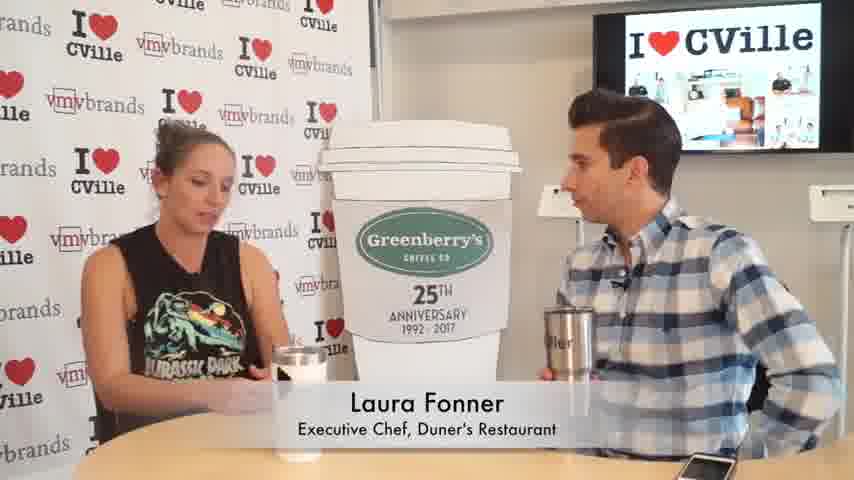 I ❤ CVille
vmvbrands
I ❤ CVille
Greenberry's
COFFEE CO
25TH
ANNIVERSARY
1992 - 2017
JURASSIC PARK
Laura Fonner
Executive Chef, Duner's Restaurant